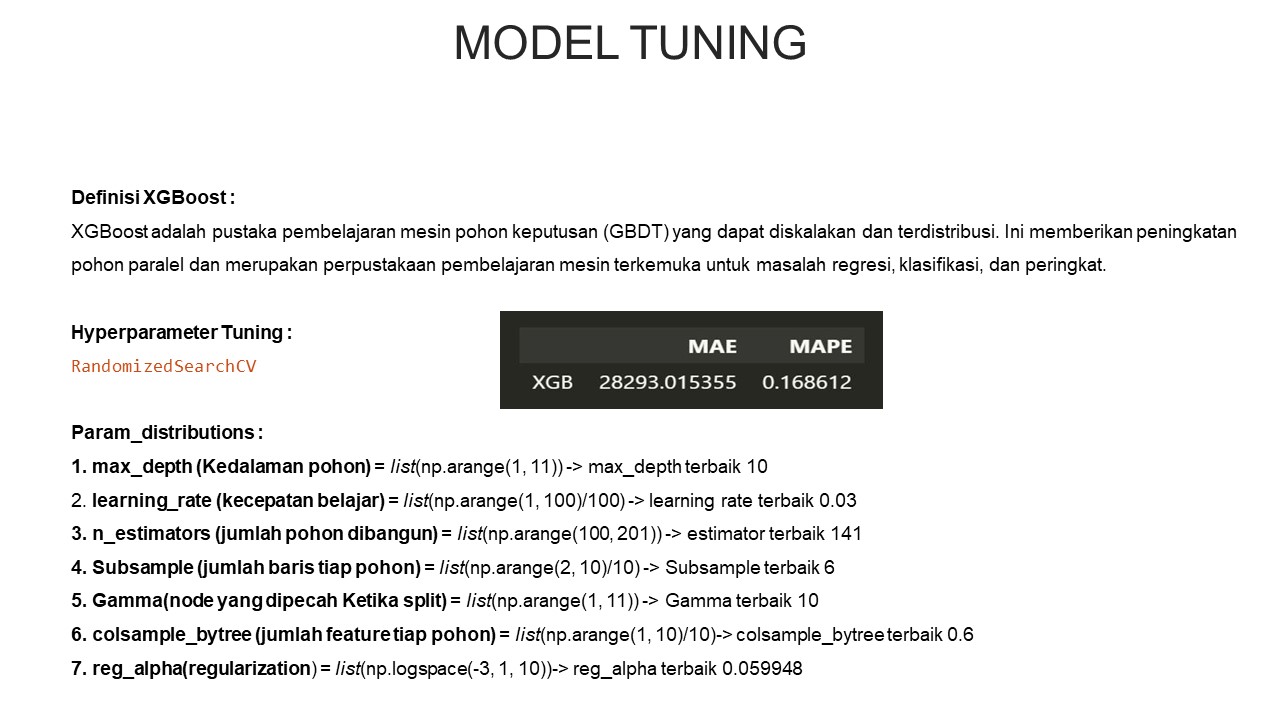 MODEL TUNING
Definisi XGBoost :
XGBoost adalah pustaka pembelajaran mesin pohon keputusan (GBDT) yang dapat diskalakan dan terdistribusi. Ini memberikan peningkatan
pohon paralel dan merupakan perpustakaan pembelajaran mesin terkemuka untuk masalah regresi, klasifikasi, dan peringkat.
Hyperparameter Tuning :
RandomizedSearchCV
MAE MAPE
XGB 28293.015355 0.168612
Param_distributions :
1. max_depth (Kedalaman pohon) = list(np.arange(1, 11)) -> max_depth terbaik 10
2. learning_rate (kecepatan belajar) = list(np.arange(1, 100)/100) -> learning rate terbaik 0.03
3. n_estimators (jumlah pohon dibangun) = list(np.arange(100, 201)) -> estimator terbaik 141
4. Subsample (jumlah baris tiap pohon) = list(np.arange(2, 10)/10) -> Subsample terbaik 6
5. Gamma(node yang dipecah Ketika split) = list(np.arange(1, 11)) -> Gamma terbaik 10
6. colsample_bytree (jumlah feature tiap pohon) = list(np.arange(1, 10)/10)-> colsample_bytree terbaik 0.6
7. reg_alpha(regularization) = list(np.logspace(-3, 1, 10))-> reg_alpha terbaik 0.059948